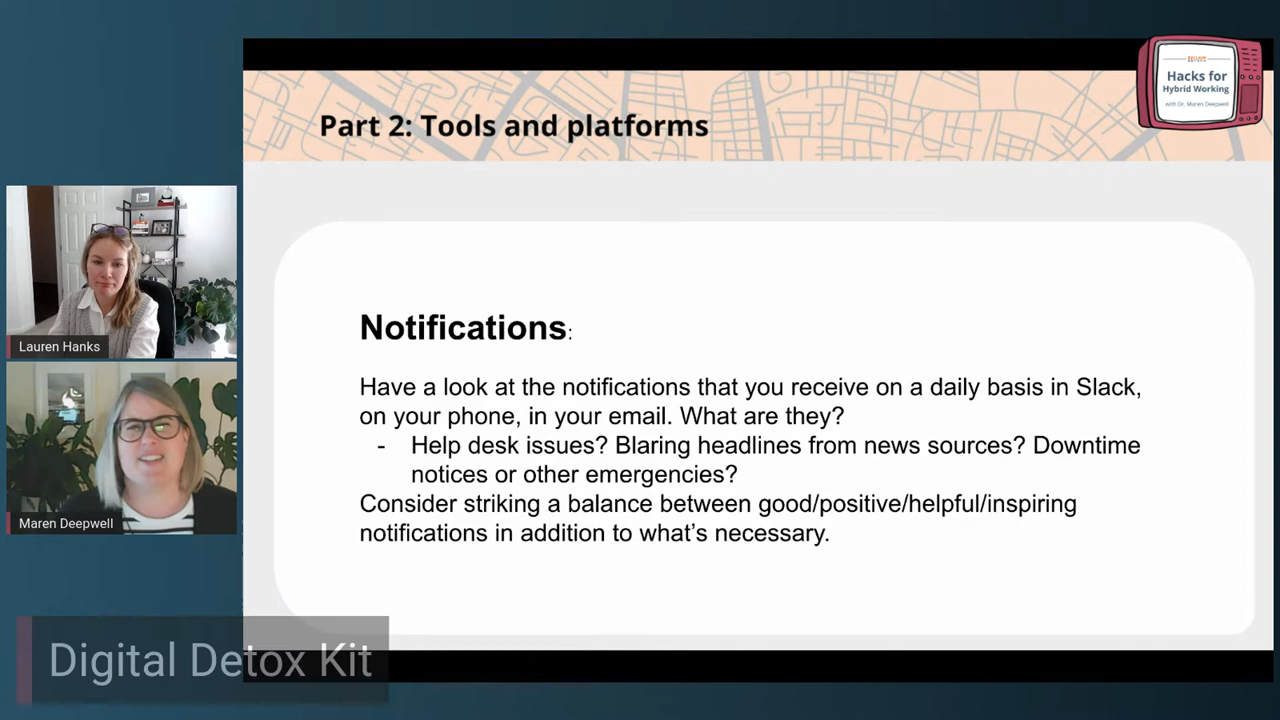 Part 2: Tools and platforms
Hacks for
Hybrid Working
with Dr. Maren Deepwell
Notifications:
Have a look at the notifications that you receive on a daily basis in Slack,
on your phone, in your email. What are they?
- Help desk issues? Blaring headlines from news sources? Downtime
notices or other emergencies?
Consider striking a balance between good/positive/helpful/inspiring
notifications in addition to what's necessary.
Lauren Hanks
Maren Deepwell
Digital Detox Kit